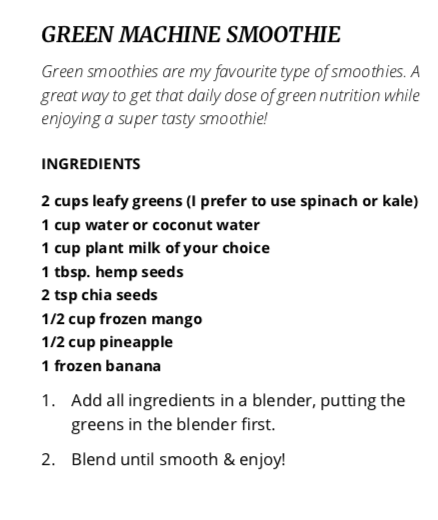 GREEN MACHINE SMOOTHIE
Green smoothies are my favourite type of smoothies. A
great way to get that daily dose of green nutrition while
enjoying a super tasty smoothie!
INGREDIENTS
2 cups leafy greens (I prefer to use spinach or kale)
1 cup water or coconut water
1 cup plant milk of your choice
1 tbsp. hemp seeds
2 tsp chia seeds
1/2 cup frozen mango
1/2 cup pineapple
1 frozen banana
1. Add all ingredients in a blender, putting the
greens in the blender first.
2. Blend until smooth & enjoy!